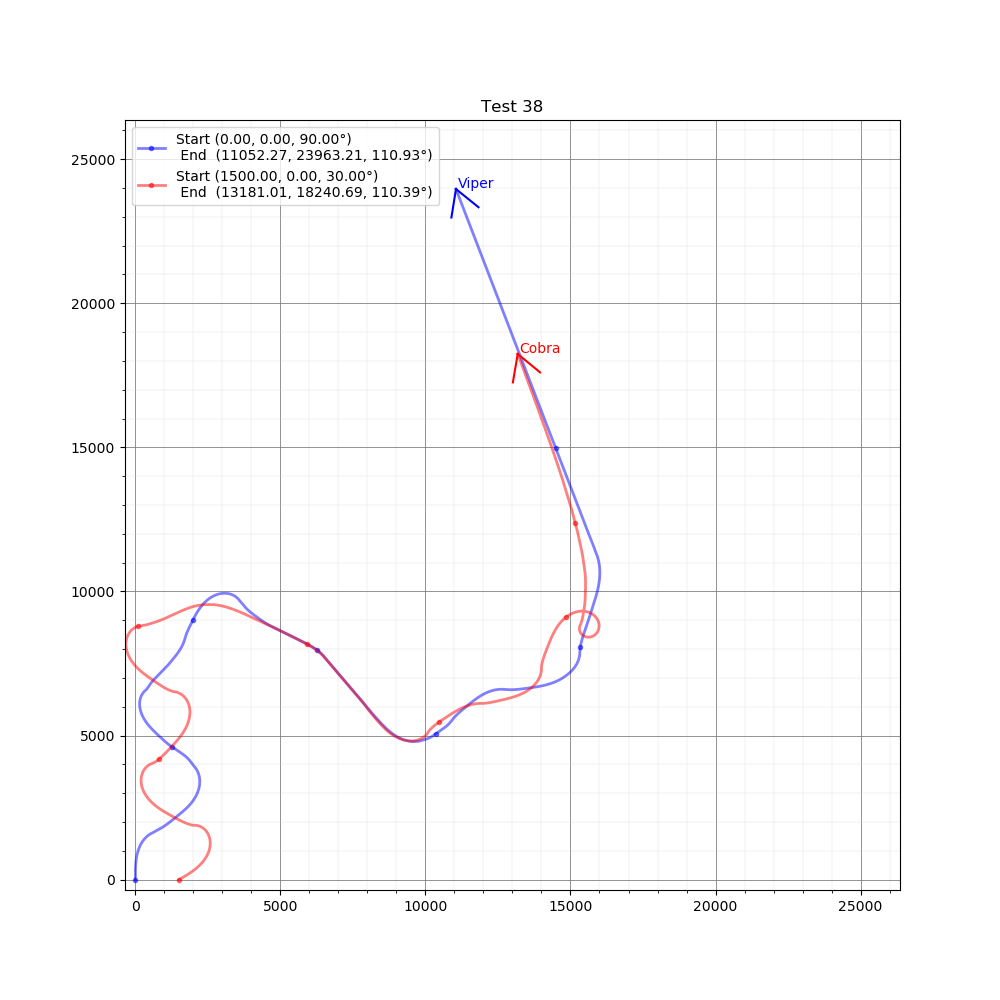 Test 38
Start (0.00, 0.00, 90.00°)
End  (11052.27, 23963.21, 110.93°)
Start (1500.00, 0.00, 30.00°)
End  (13181.01, 18240.69, 110.39°)
Viper
Cobra
25000
20000
15000
10000
5000
0
0 5000 10000 15000 20000 25000